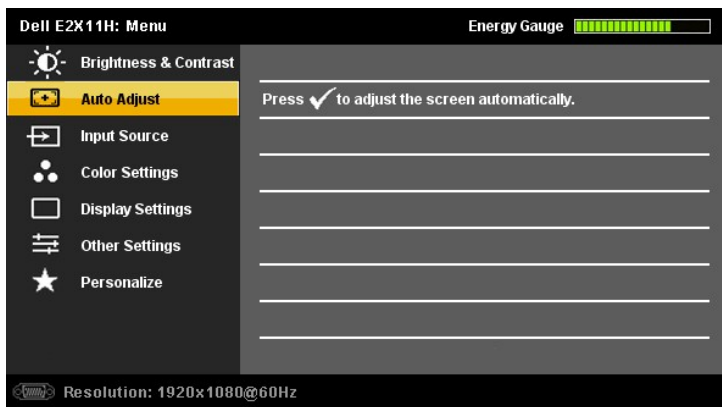 Dell E2X11H: Menu
Energy Gauge
Brightness & Contrast
Auto Adjust
Press ✓ to adjust the screen automatically.
Input Source
Color Settings
Display Settings
Other Settings
Personalize
Resolution: 1920x1080@60Hz